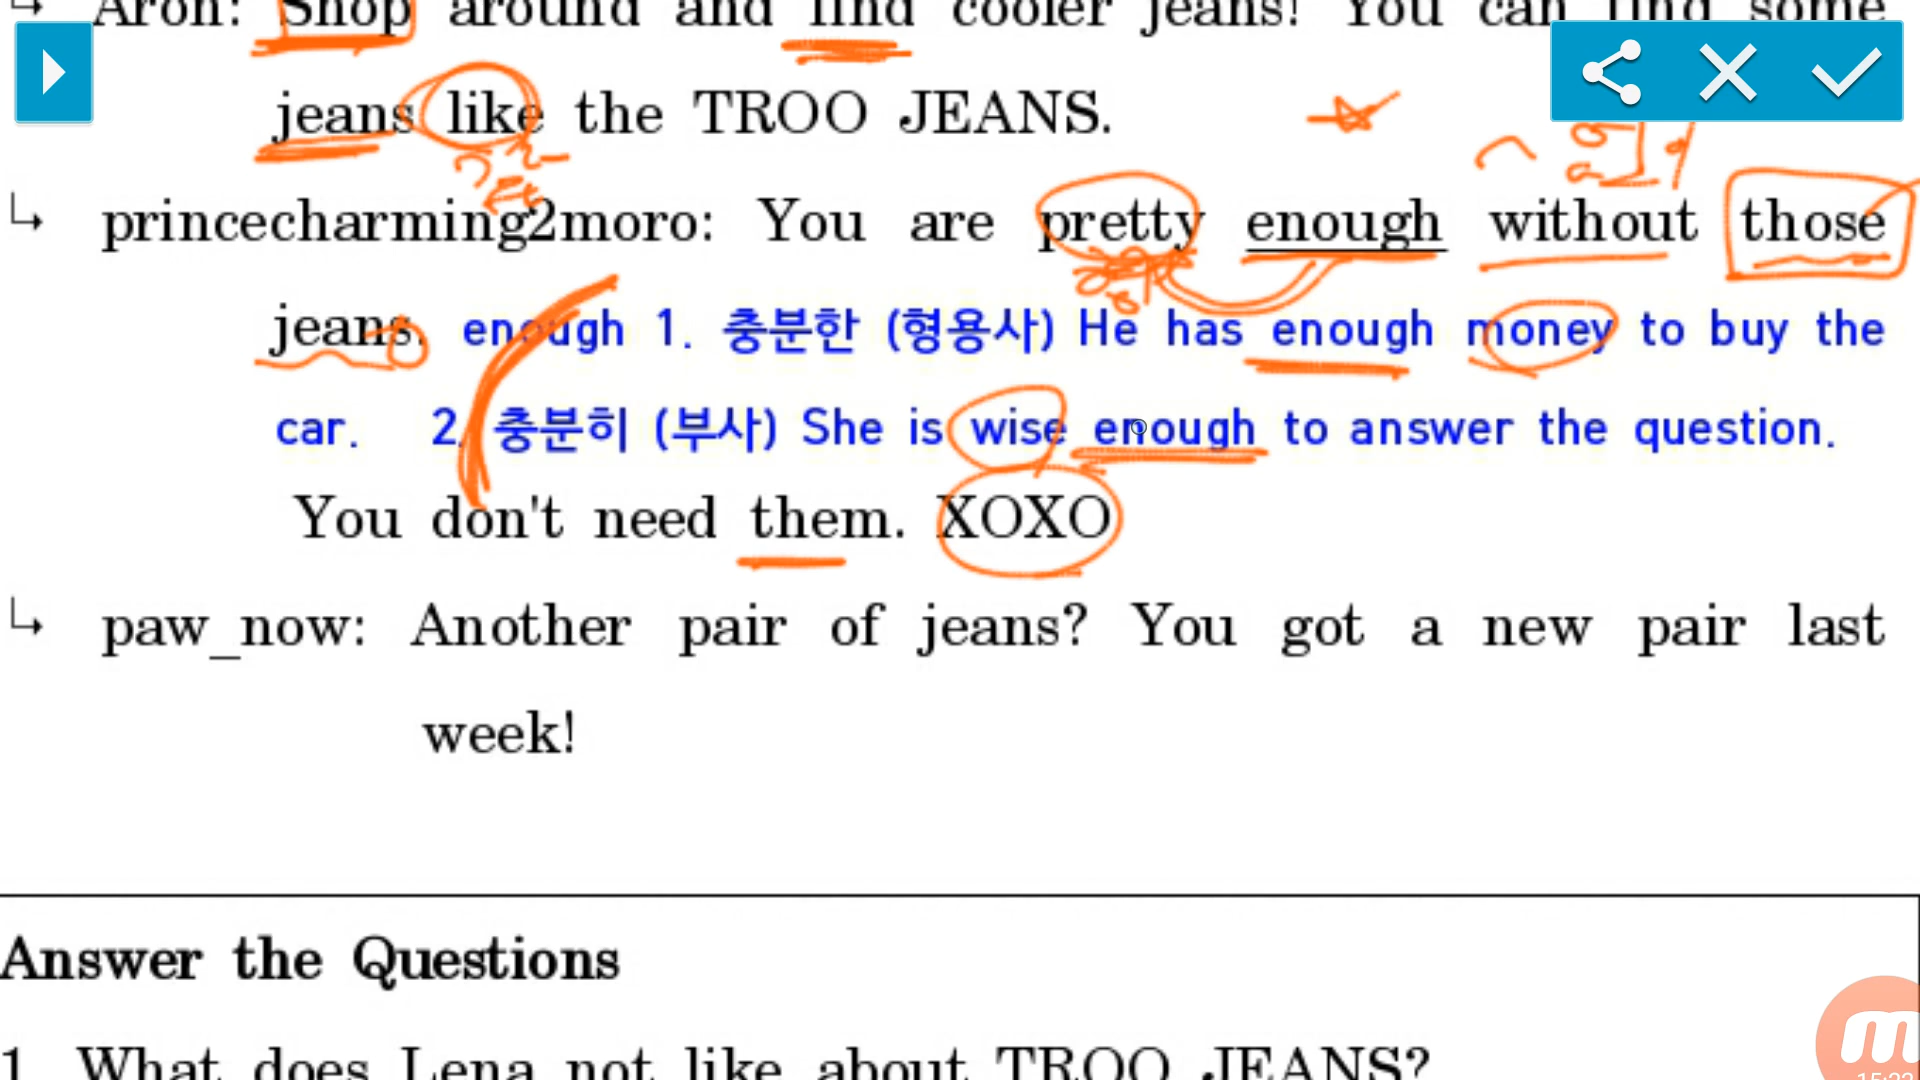 ↳ Aron: Shop around and find cooler jeans! You can find some
jeans like the TROO JEANS.
없이
↳ princecharming2moro: You are pretty enough without those
jeans. enough 1. 충분한 (형용사) He has enough money to buy the
car. 2. 충분히 (부사) She is wise enough to answer the question.
You don't need them. XOXO
↳ paw_now: Another pair of jeans? You got a new pair last
week!
Answer the Questions
1. What does Lena not like about TROO JEANS?